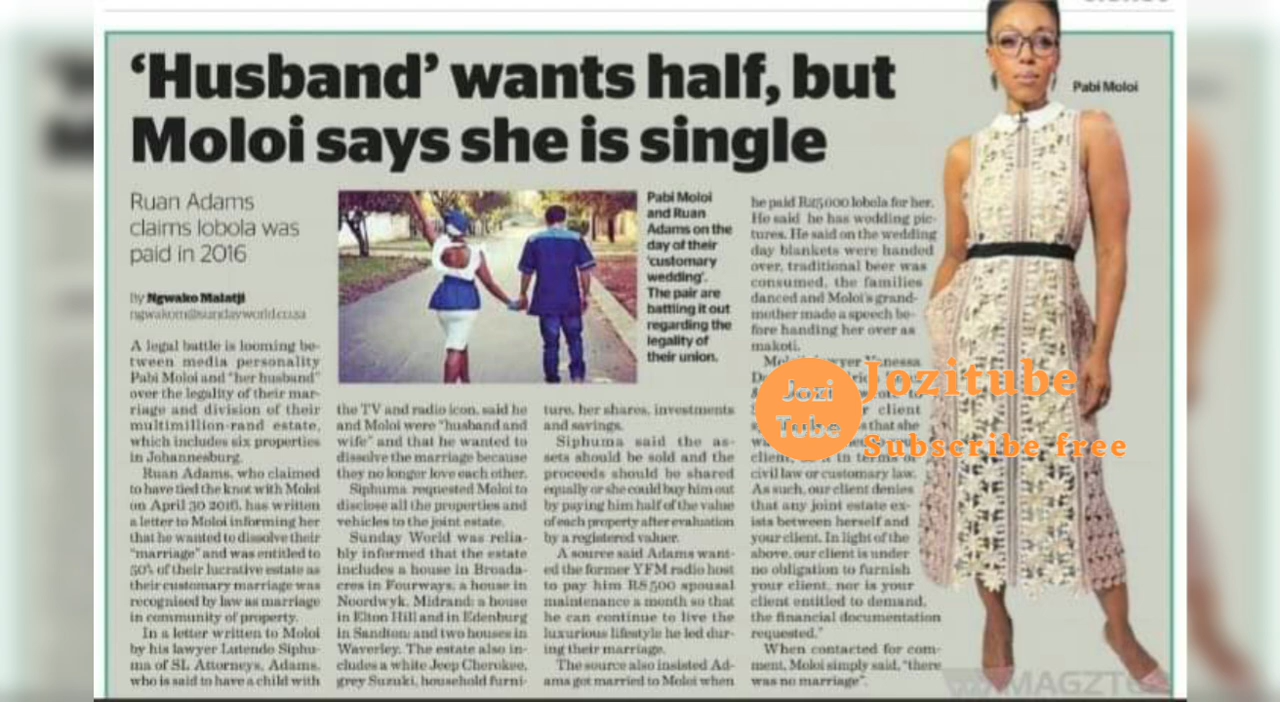 ‘Husband’ wants half, but
Moloi says she is single
Pabi Moloi
Ruan Adams
claims lobola was
paid in 2016
By Ngwako Malatji
ngwakom@sundayworld.co.za
A legal battle is looming be-
tween media personality
Pabi Moloi and “her husband”
over the legality of their mar-
riage and division of their
multimillion-rand estate,
which includes six properties
in Johannesburg.
Ruan Adams, who claimed
to have tied the knot with Moloi
on April 30 2016, has written
a letter to Moloi informing her
that he wanted to dissolve their
“marriage” and was entitled to
50% of their lucrative estate as
their customary marriage was
recognised by law as marriage
in community of property.
In a letter written to Moloi
by his lawyer Lutendo Siphu-
ma of SL Attorneys, Adams,
who is said to have a child with
Pabi Moloi
and Ruan
Adams on the
day of their
‘customary
wedding’.
The pair are
battling it out
regarding the
legality of
their union.
the TV and radio icon, said he
and Moloi were “husband and
wife” and that he wanted to
dissolve the marriage because
they no longer love each other.
Siphuma requested Moloi to
disclose all the properties and
vehicles to the joint estate.
Sunday World was relia-
bly informed that the estate
includes a house in Broada-
cres in Fourways, a house in
Noordwyk, Midrand; a house
in Elton Hill and in Edenburg
in Sandton; and two houses in
Waverley. The estate also in-
cludes a white Jeep Cherokee,
grey Suzuki, household furni-
ture, her shares, investments
and savings.
Siphuma said the as-
sets should be sold and the
proceeds should be shared
equally or she could buy him out
by paying him half of the value
of each property after evaluation
by a registered valuer.
A source said Adams want-
ed the former YFM radio host
to pay him R8 500 spousal
maintenance a month so that
he can continue to live the
luxurious lifestyle he led dur-
ing their marriage.
The source also insisted Ad-
ams got married to Moloi when
he paid R25 000 lobola for her.
He said he has wedding pic-
tures. He said on the wedding
day blankets were handed
over, traditional beer was
consumed, the families
danced and Moloi’s grand-
mother made a speech be-
fore handing her over as
makoti.
client
that she
in terms of
civil law or customary law.
As such, our client denies
that any joint estate ex-
ists between herself and
your client. In light of the
above, our client is under
no obligation to furnish
your client, nor is your
client entitled to demand,
the financial documentation
requested.”
When contacted for com-
ment, Moloi simply said, “there
was no marriage”.
Jozi
Tube
Jozitube
Subscribe free